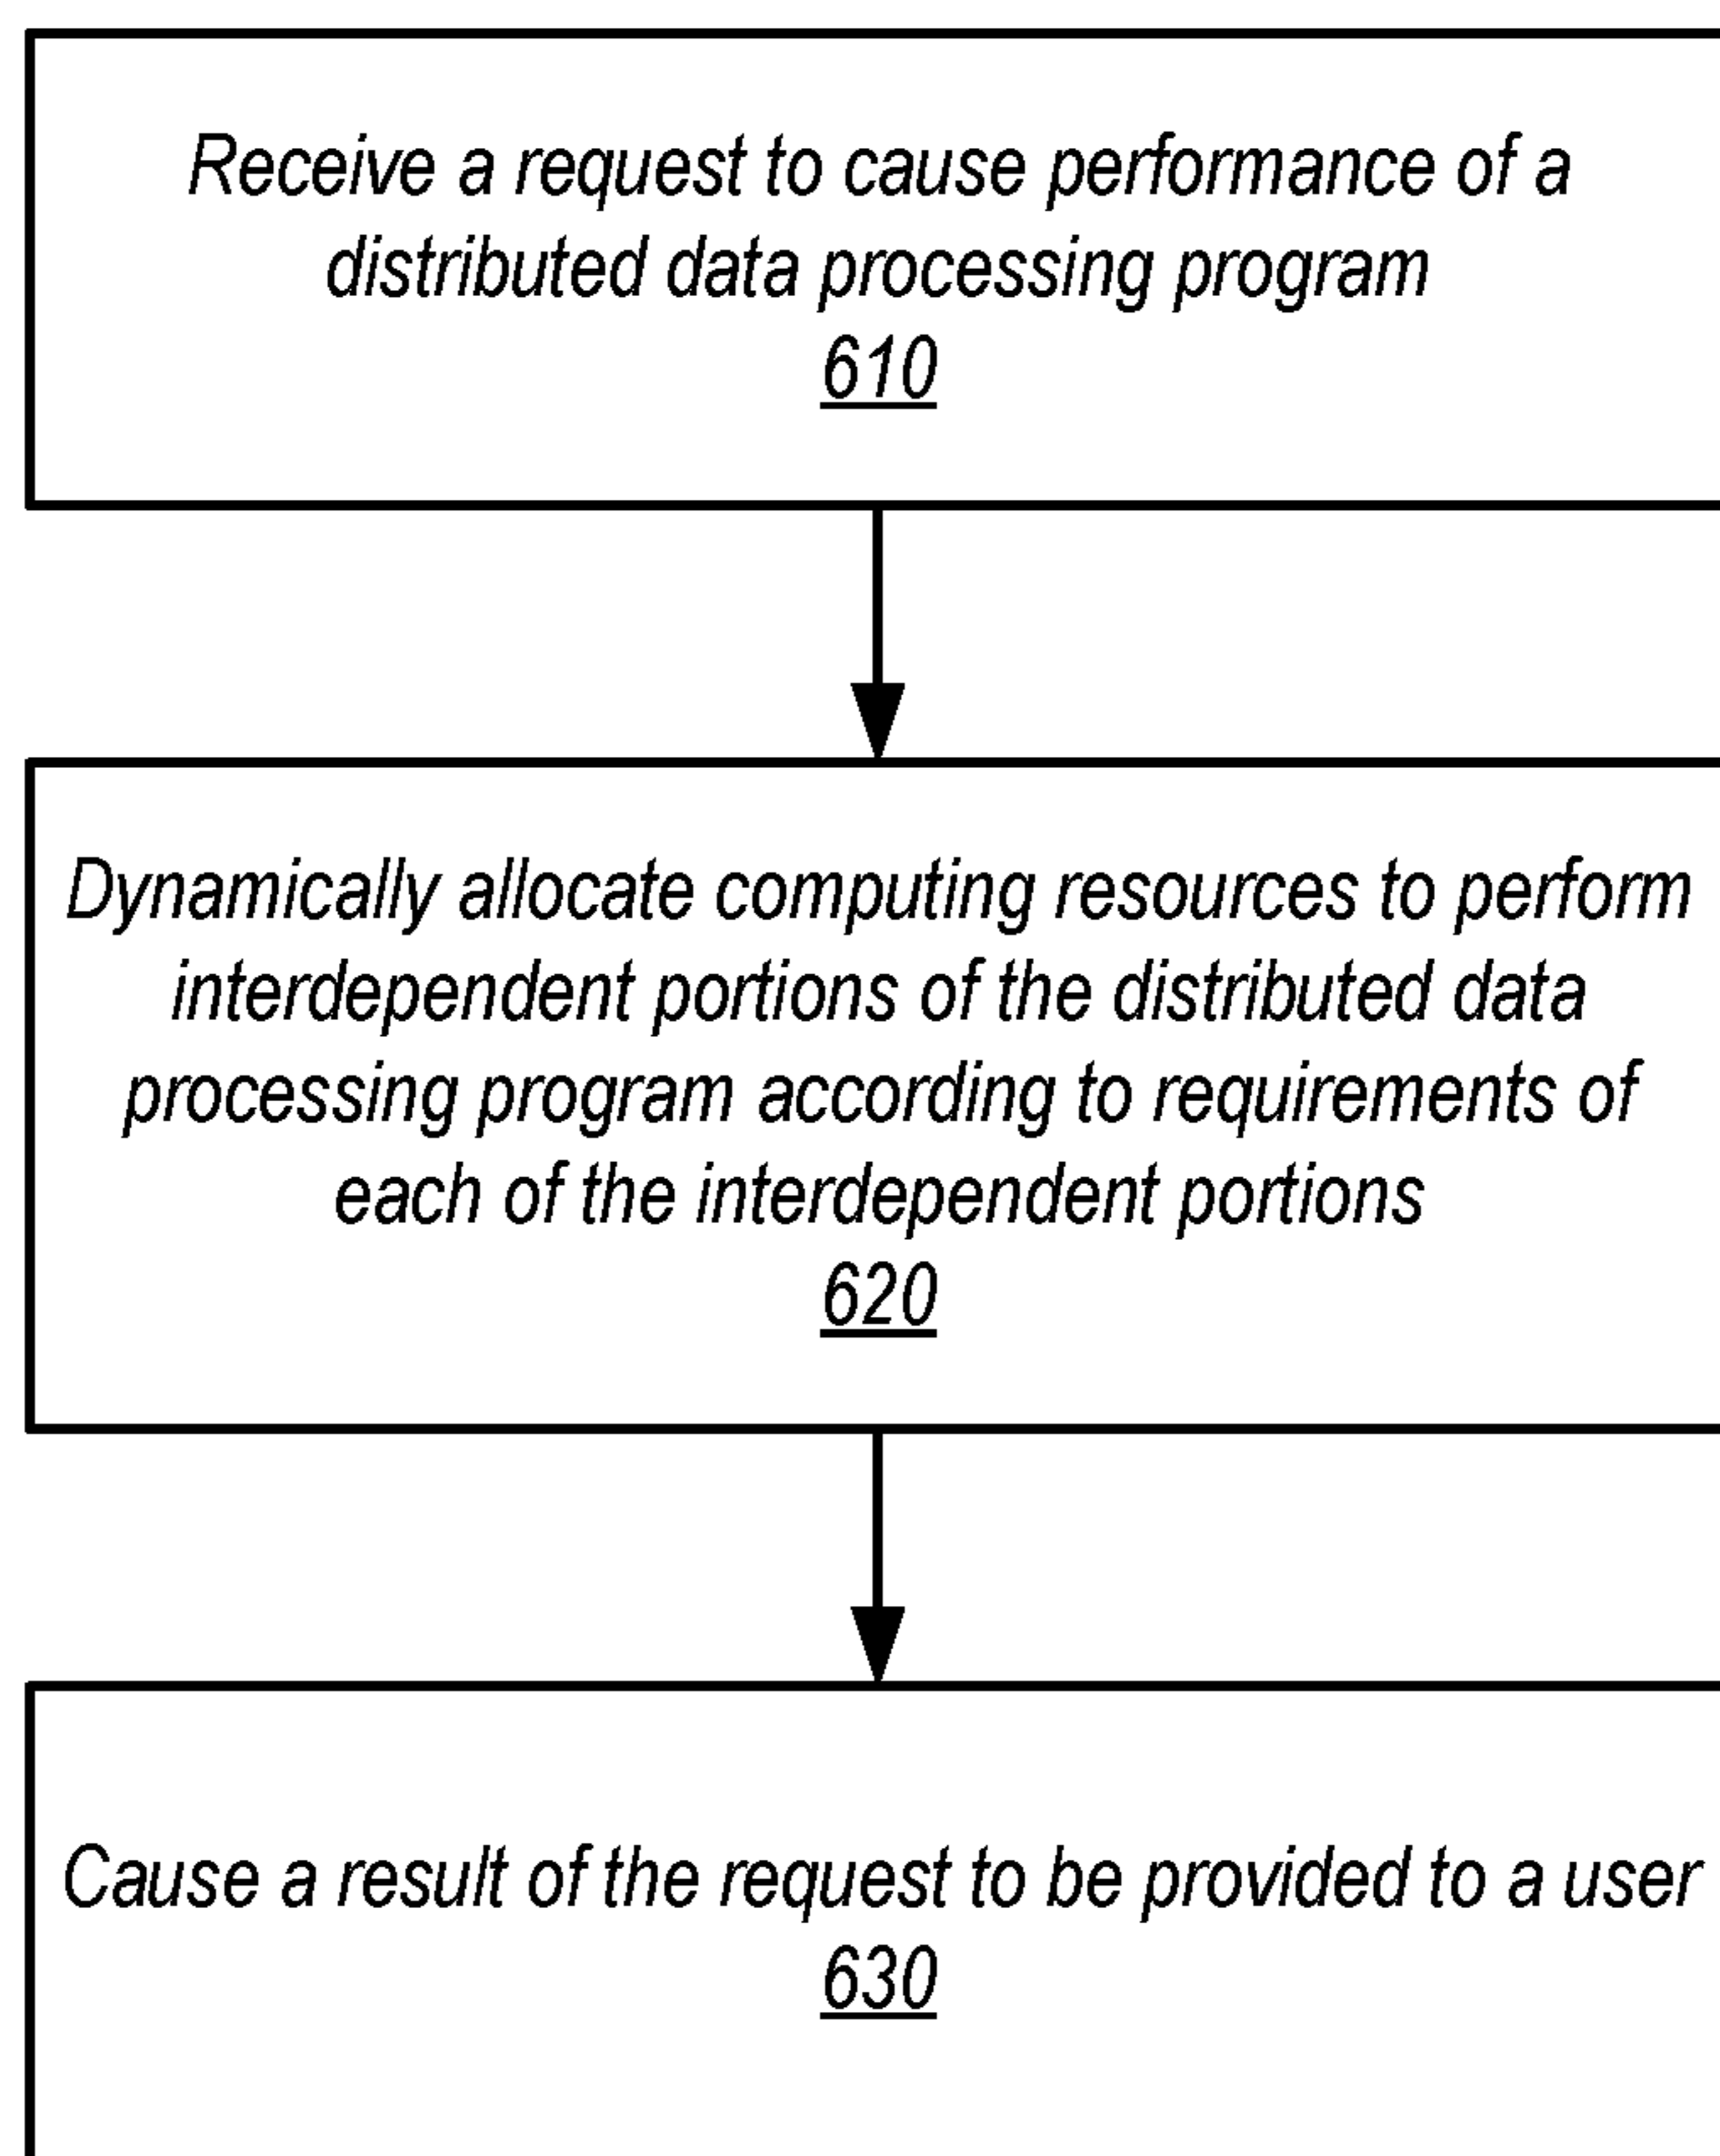 Receive a request to cause performance of a
distributed data processing program
610
Dynamically allocate computing resources to perform
interdependent portions of the distributed data
processing program according to requirements of
each of the interdependent portions
620
Cause a result of the request to be provided to a user
630